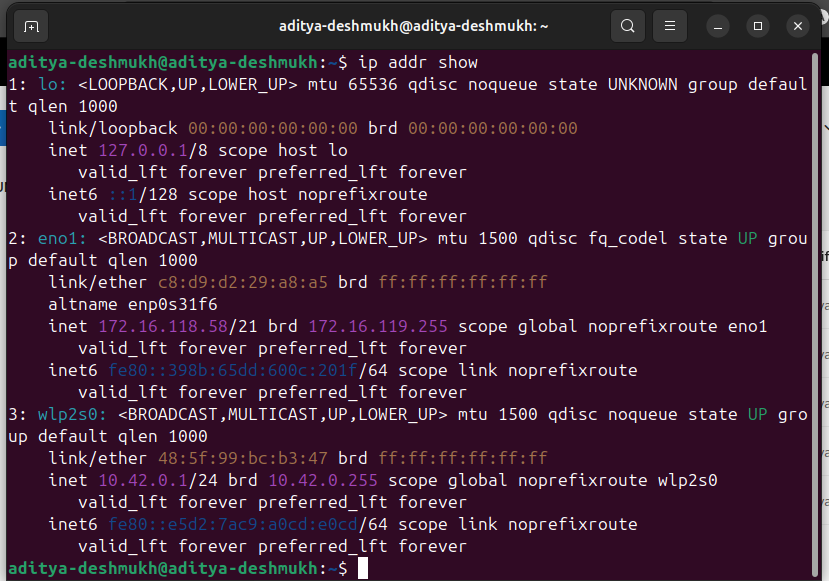 aditya-deshmukh@aditya-deshmukh: ~
aditya-deshmukh@aditya-deshmukh:~$ ip addr show
1: lo: <LOOPBACK,UP,LOWER_UP> mtu 65536 qdisc noqueue state UNKNOWN group defaul
t qlen 1000
    link/loopback 00:00:00:00:00:00 brd 00:00:00:00:00:00
    inet 127.0.0.1/8 scope host lo
       valid_lft forever preferred_lft forever
    inet6 ::1/128 scope host noprefixroute
       valid_lft forever preferred_lft forever
2: eno1: <BROADCAST,MULTICAST,UP,LOWER_UP> mtu 1500 qdisc fq_codel state UP grou
p default qlen 1000
    link/ether c8:d9:d2:29:a8:a5 brd ff:ff:ff:ff:ff:ff
    altname enp0s31f6
    inet 172.16.118.58/21 brd 172.16.119.255 scope global noprefixroute eno1
       valid_lft forever preferred_lft forever
    inet6 fe80::398b:65dd:600c:201f/64 scope link noprefixroute
       valid_lft forever preferred_lft forever
3: wlp2s0: <BROADCAST,MULTICAST,UP,LOWER_UP> mtu 1500 qdisc noqueue state UP gro
up default qlen 1000
    link/ether 48:5f:99:bc:b3:47 brd ff:ff:ff:ff:ff:ff
    inet 10.42.0.1/24 brd 10.42.0.255 scope global noprefixroute wlp2s0
       valid_lft forever preferred_lft forever
    inet6 fe80::e5d2:7ac9:a0cd:e0cd/64 scope link noprefixroute
       valid_lft forever preferred_lft forever
aditya-deshmukh@aditya-deshmukh:~$